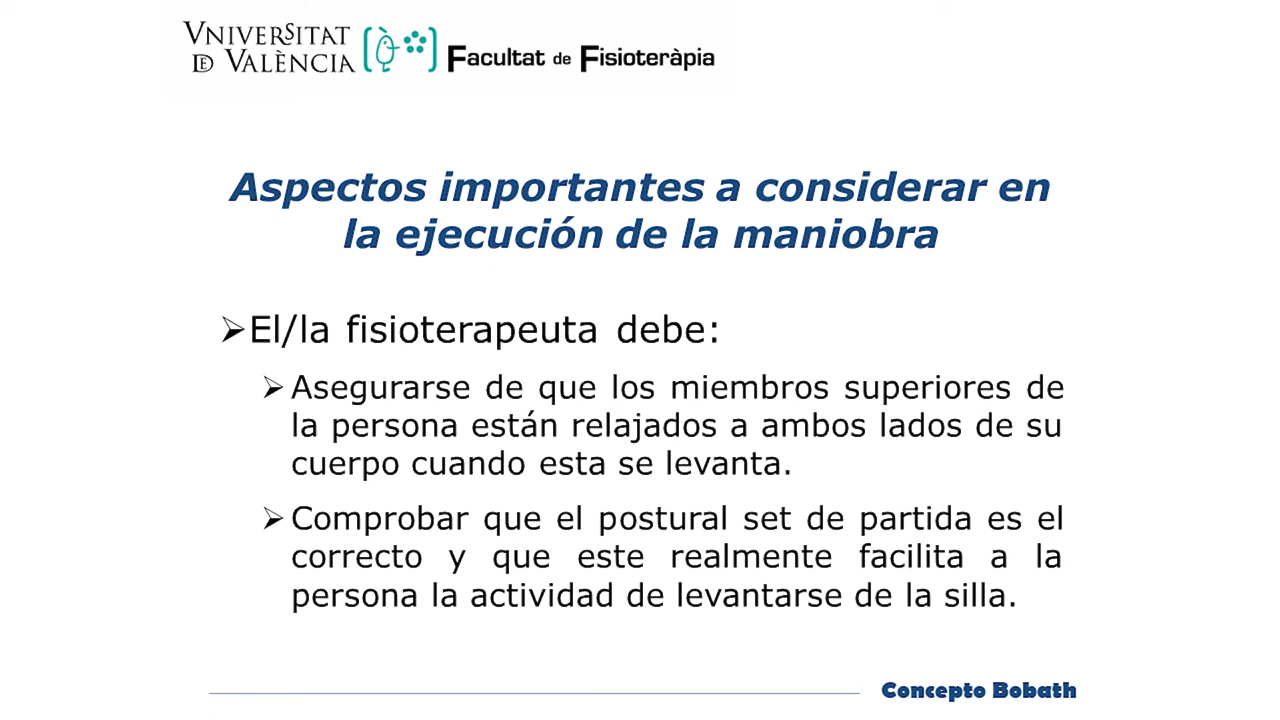 VNIVERSITAT
DE VALÈNCIA
Facultat de Fisioteràpia
Aspectos importantes a considerar en
la ejecución de la maniobra
El/la fisioterapeuta debe:
Asegurarse de que los miembros superiores de
la persona están relajados a ambos lados de su
cuerpo cuando esta se levanta.
Comprobar que el postural set de partida es el
correcto y que este realmente facilita a la
persona la actividad de levantarse de la silla.
Concepto Bobath